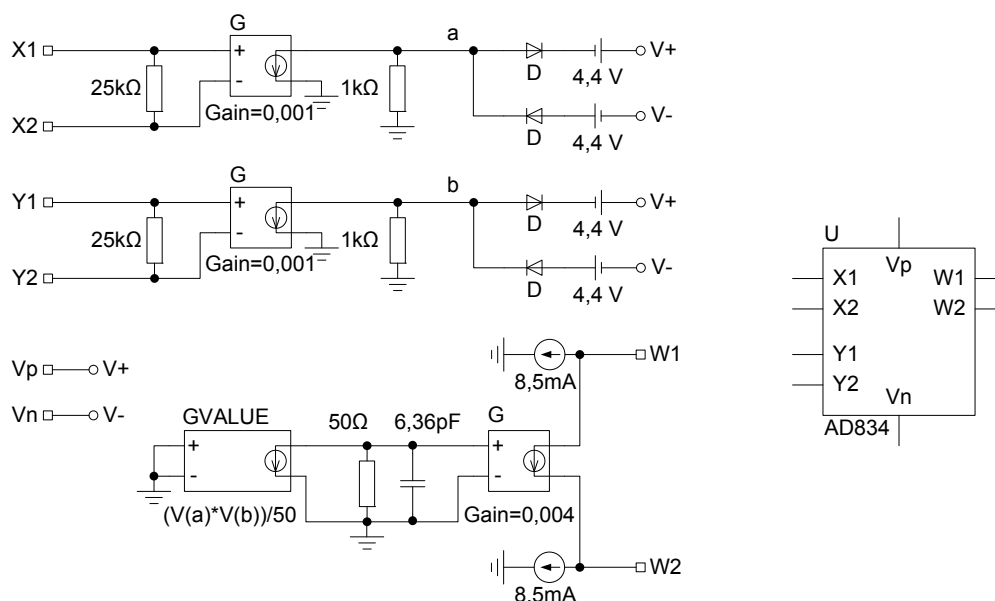 G
a
X1
+
V+
D
4,4 V
25kΩ
1kΩ
-
V-
X2
Gain=0,001
D
4,4 V
G
b
Y1
+
V+
D
4,4 V
25kΩ
1kΩ
-
V-
Y2
Gain=0,001
D
4,4 V
U
Vp
X1
W1
X2
W2
Y1
Y2
Vn
AD834
W1
8,5mA
Vp
V+
Vn
V-
GVALUE
50Ω
6,36pF
G
+
+
-
-
(V(a)*V(b))/50
Gain=0,004
W2
8,5mA